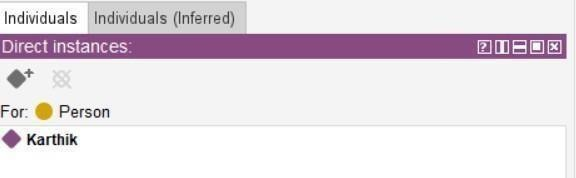 Individuals Individuals (Inferred)
Direct instances:
For: Person
Karthik